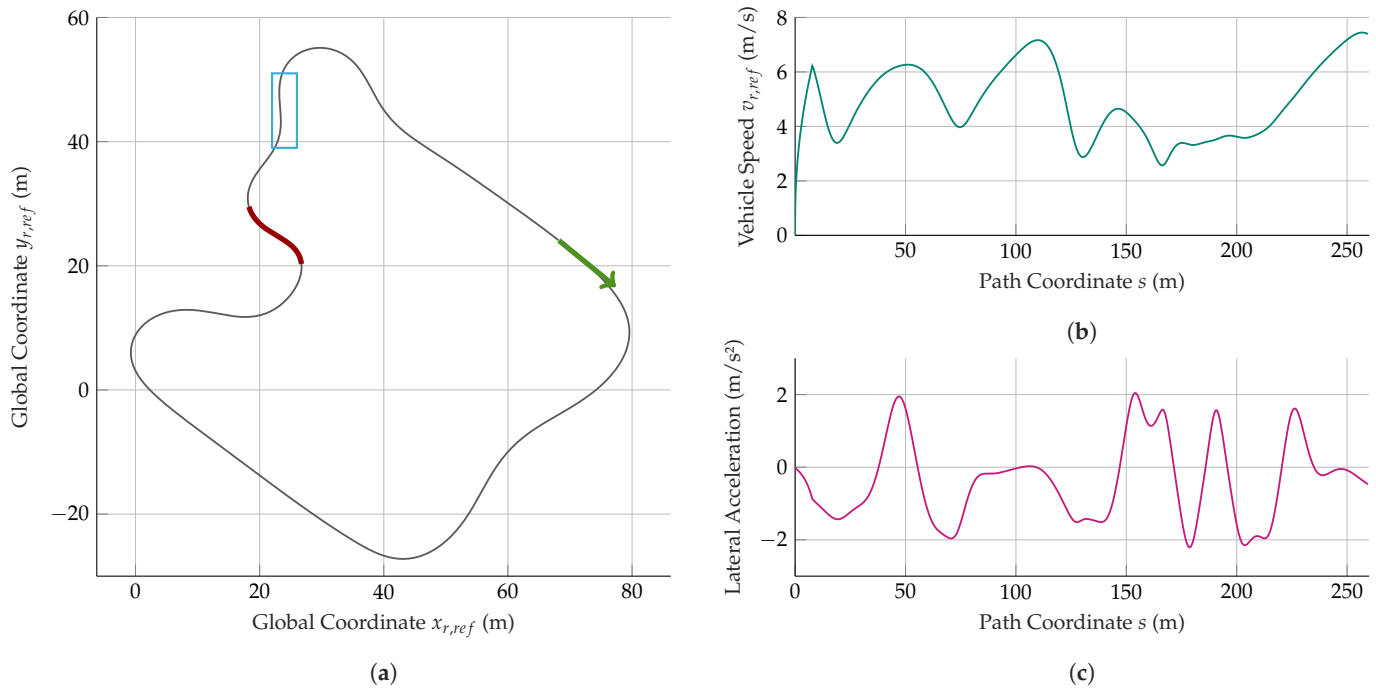 60
40
20
0
−20
0 20 40 60 80
Global Coordinate y_{r,ref} (m)
Global Coordinate x_{r,ref} (m)
(a)
8
6
4
2
0
50 100 150 200 250
Vehicle Speed v_{r,ref} (m/s)
Path Coordinate s (m)
(b)
2
0
−2
0 50 100 150 200 250
Lateral Acceleration (m/s²)
Path Coordinate s (m)
(c)